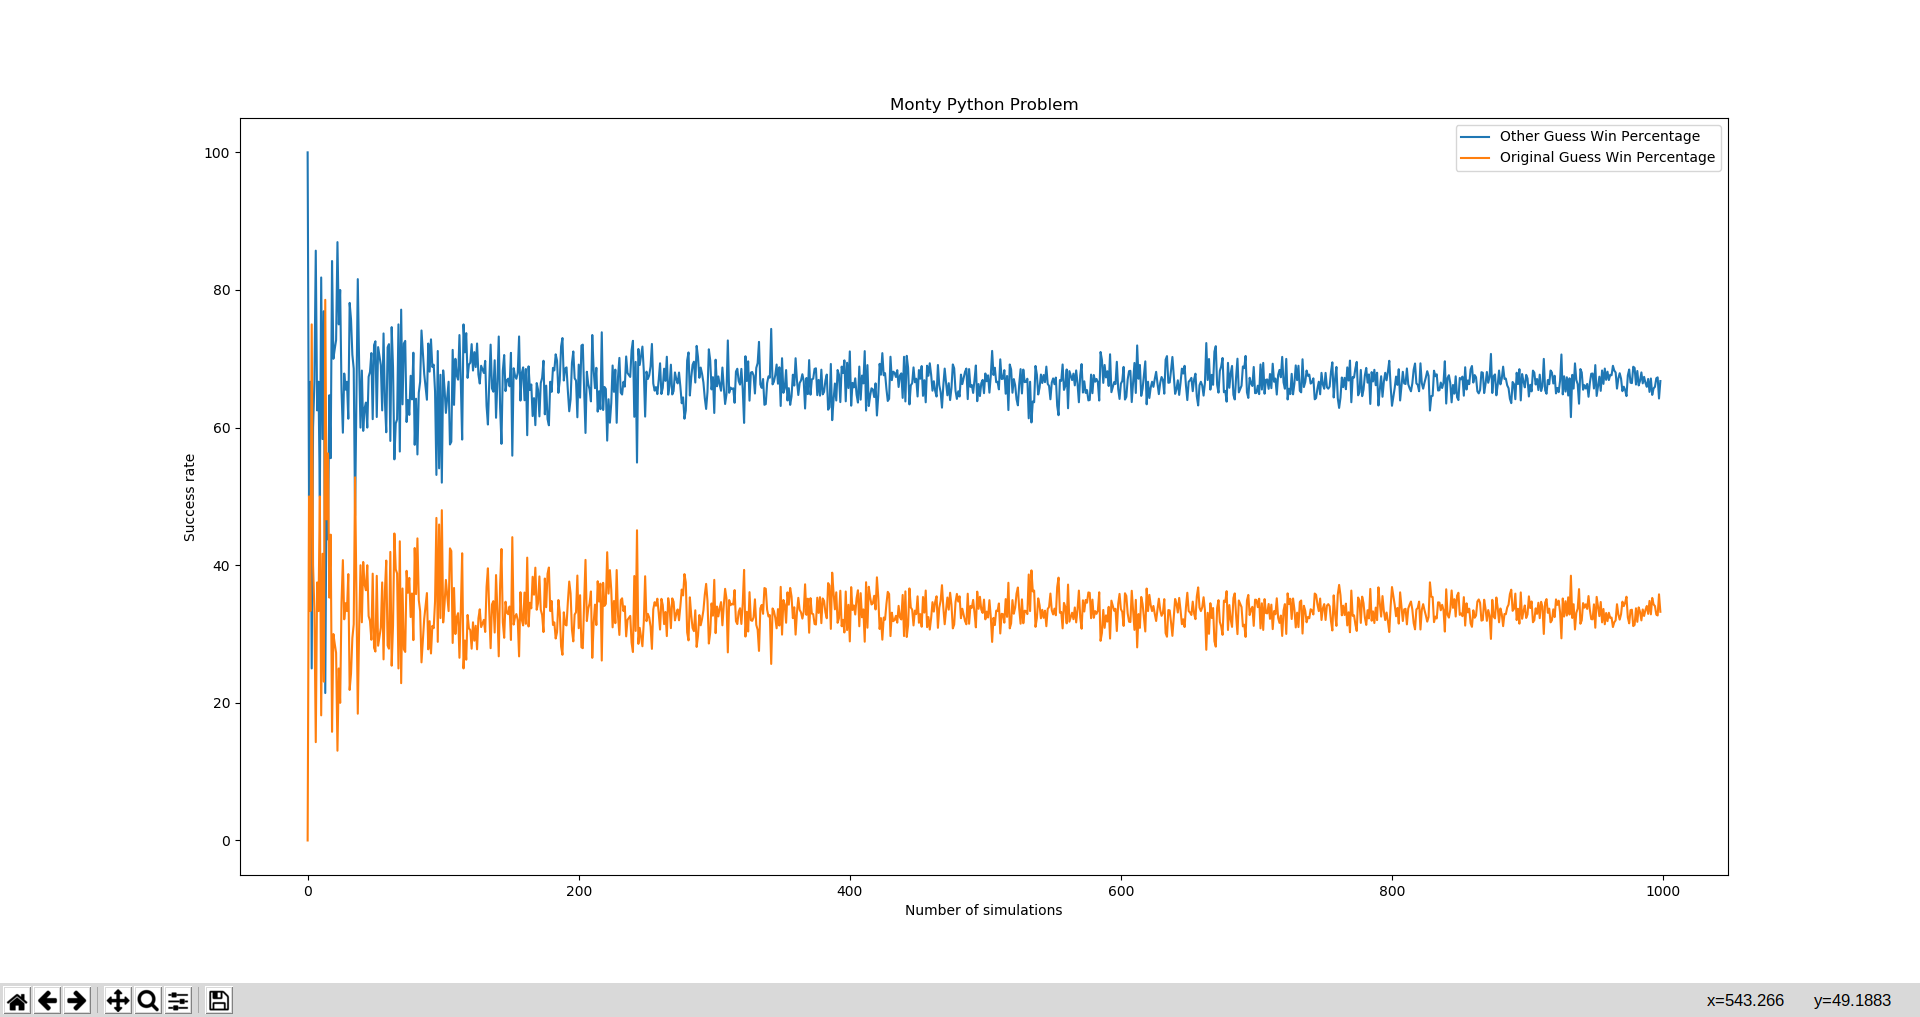 Monty Python Problem
Other Guess Win Percentage
Original Guess Win Percentage
100
80
60
40
20
0
Success rate
0 200 400 600 800 1000
Number of simulations
x=543.266 y=49.1883